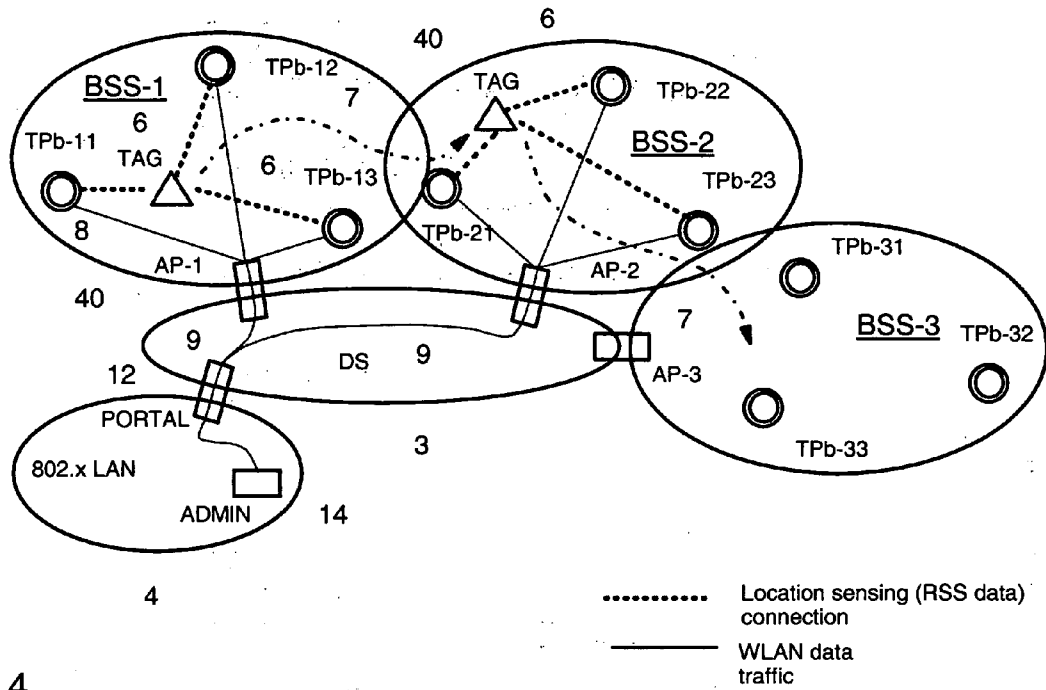 6
40
TPb-12
BSS-1
7
TAG
TPb-22
6
TPb-11
TAG
6
BSS-2
TPb-13
TPb-23
8
TPb-21
TPb-31
AP-1
AP-2
40
7
BSS-3
TPb-32
9
DS
9
AP-3
12
PORTAL
3
TPb-33
802.x LAN
ADMIN
14
4
Location sensing (RSS data)
connection
WLAN data
traffic
4